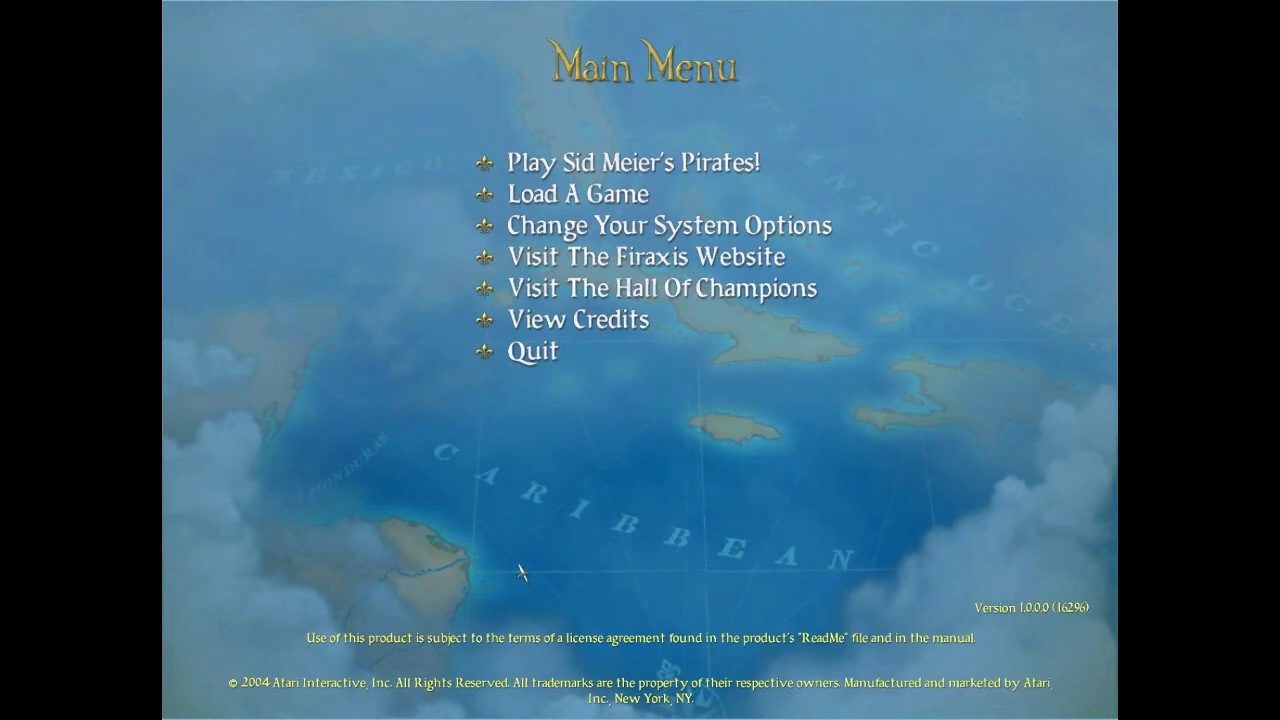 Main Menu
Play Sid Meier's Pirates!
Load A Game
Change Your System Options
Visit The Firaxis Website
Visit The Hall Of Champions
View Credits
Quit
MEXICO
ATLANTIC OCEA
HONDURAS
CARIBBEAN
Version 1.0.0.0 (16296)
Use of this product is subject to the terms of a license agreement found in the product's "ReadMe" file and in the manual.
© 2004 Atari Interactive, Inc. All Rights Reserved. All trademarks are the property of their respective owners. Manufactured and marketed by Atari,
Inc., New York, NY.